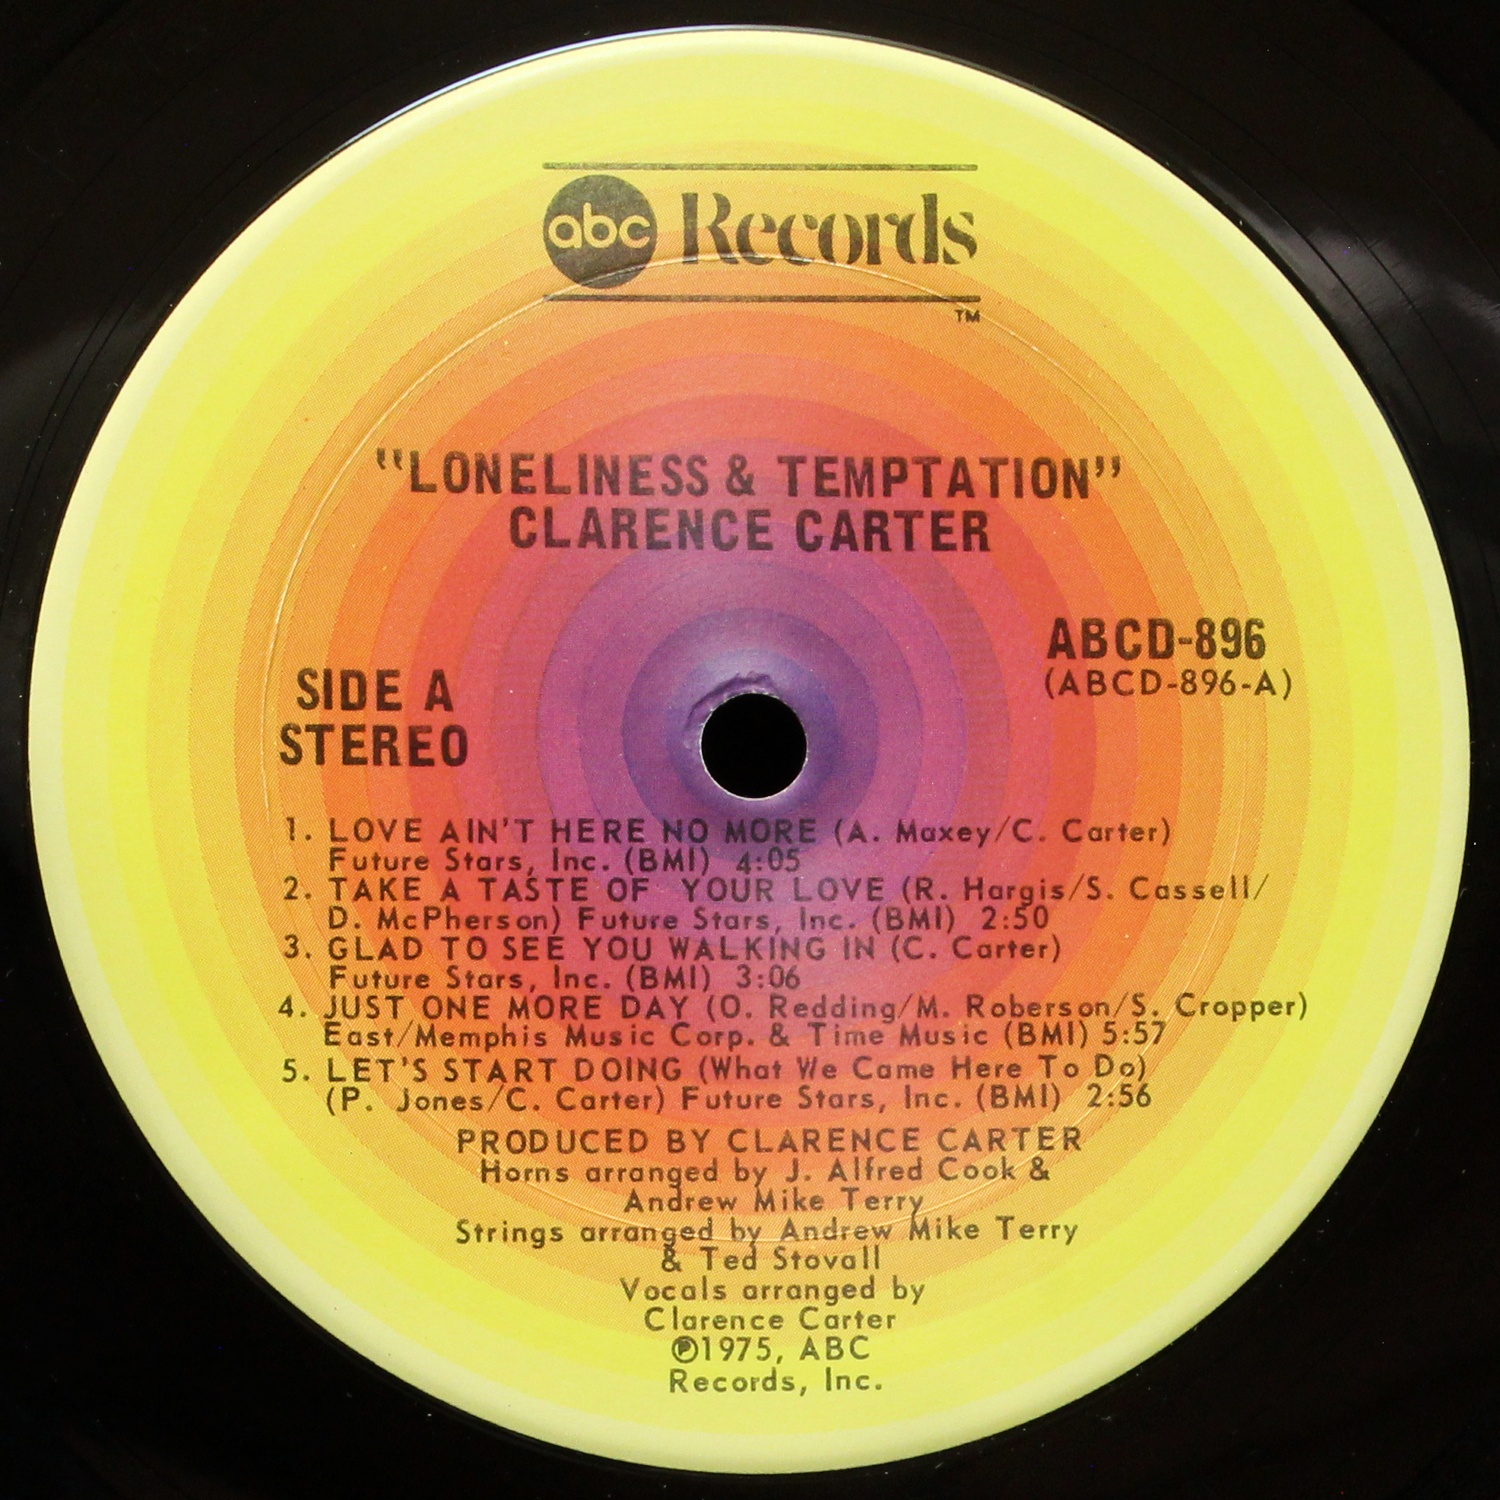 abc Records
TM
"LONELINESS & TEMPTATION"
CLARENCE CARTER
ABCD-896
(ABCD-896-A)
SIDE A
STEREO
1. LOVE AIN'T HERE NO MORE (A. Maxey/C. Carter)
Future Stars, Inc. (BMI) 4:05
2. TAKE A TASTE OF YOUR LOVE (R. Hargis/S. Cassell/
D. McPherson) Future Stars, Inc. (BMI) 2:50
3. GLAD TO SEE YOU WALKING IN (C. Carter)
Future Stars, Inc. (BMI) 3:06
4. JUST ONE MORE DAY (O. Redding/M. Roberson/S. Cropper)
East/Memphis Music Corp. & Time Music (BMI) 5:57
5. LET'S START DOING (What We Came Here To Do)
(P. Jones/C. Carter) Future Stars, Inc. (BMI) 2:56
PRODUCED BY CLARENCE CARTER
Horns arranged by J. Alfred Cook &
Andrew Mike Terry
Strings arranged by Andrew Mike Terry
& Ted Stovall
Vocals arranged by
Clarence Carter
℗1975, ABC
Records, Inc.